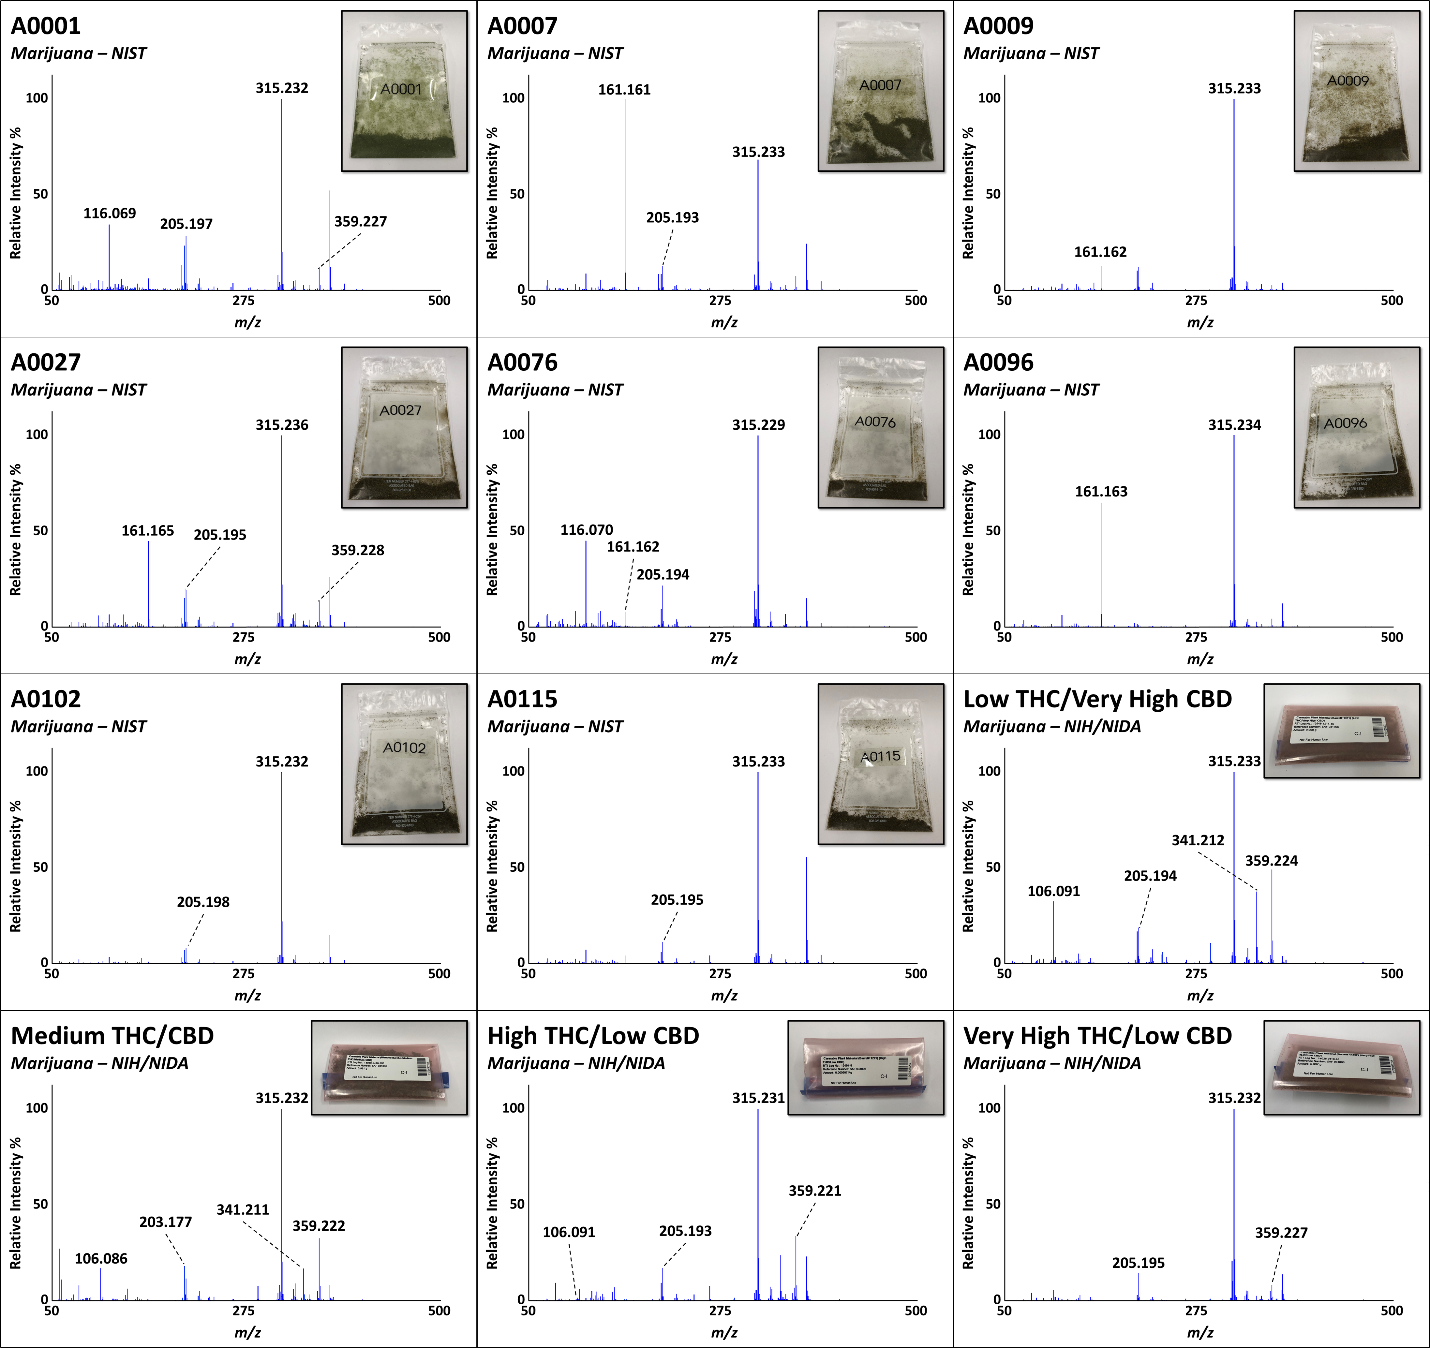 A0001
Marijuana – NIST
A0001
Relative Intensity %
100
50
0
315.232
116.069
205.197
359.227
50
275
500
m/z
A0007
Marijuana – NIST
A0007
Relative Intensity %
100
50
0
161.161
315.233
205.193
50
275
500
m/z
A0009
Marijuana – NIST
A0009
Relative Intensity %
100
50
0
315.233
161.162
50
275
500
m/z
A0027
Marijuana – NIST
A0027
Relative Intensity %
100
50
0
315.236
161.165
205.195
359.228
50
275
500
m/z
A0076
Marijuana – NIST
A0076
Relative Intensity %
100
50
0
315.229
116.070
161.162
205.194
50
275
500
m/z
A0096
Marijuana – NIST
A0096
Relative Intensity %
100
50
0
315.234
161.163
50
275
500
m/z
A0102
Marijuana – NIST
A0102
Relative Intensity %
100
50
0
315.232
205.198
50
275
500
m/z
A0115
Marijuana – NIST
A0115
Relative Intensity %
100
50
0
315.233
205.195
50
275
500
m/z
Low THC/Very High CBD
Marijuana – NIH/NIDA
Relative Intensity %
100
50
0
315.233
341.212
359.224
205.194
106.091
50
275
500
m/z
Medium THC/CBD
Marijuana – NIH/NIDA
Relative Intensity %
100
50
0
315.232
341.211
203.177
359.222
106.086
50
275
500
m/z
High THC/Low CBD
Marijuana – NIH/NIDA
Relative Intensity %
100
50
0
315.231
359.221
106.091
205.193
50
275
500
m/z
Very High THC/Low CBD
Marijuana – NIH/NIDA
Relative Intensity %
100
50
0
315.232
359.227
205.195
50
275
500
m/z